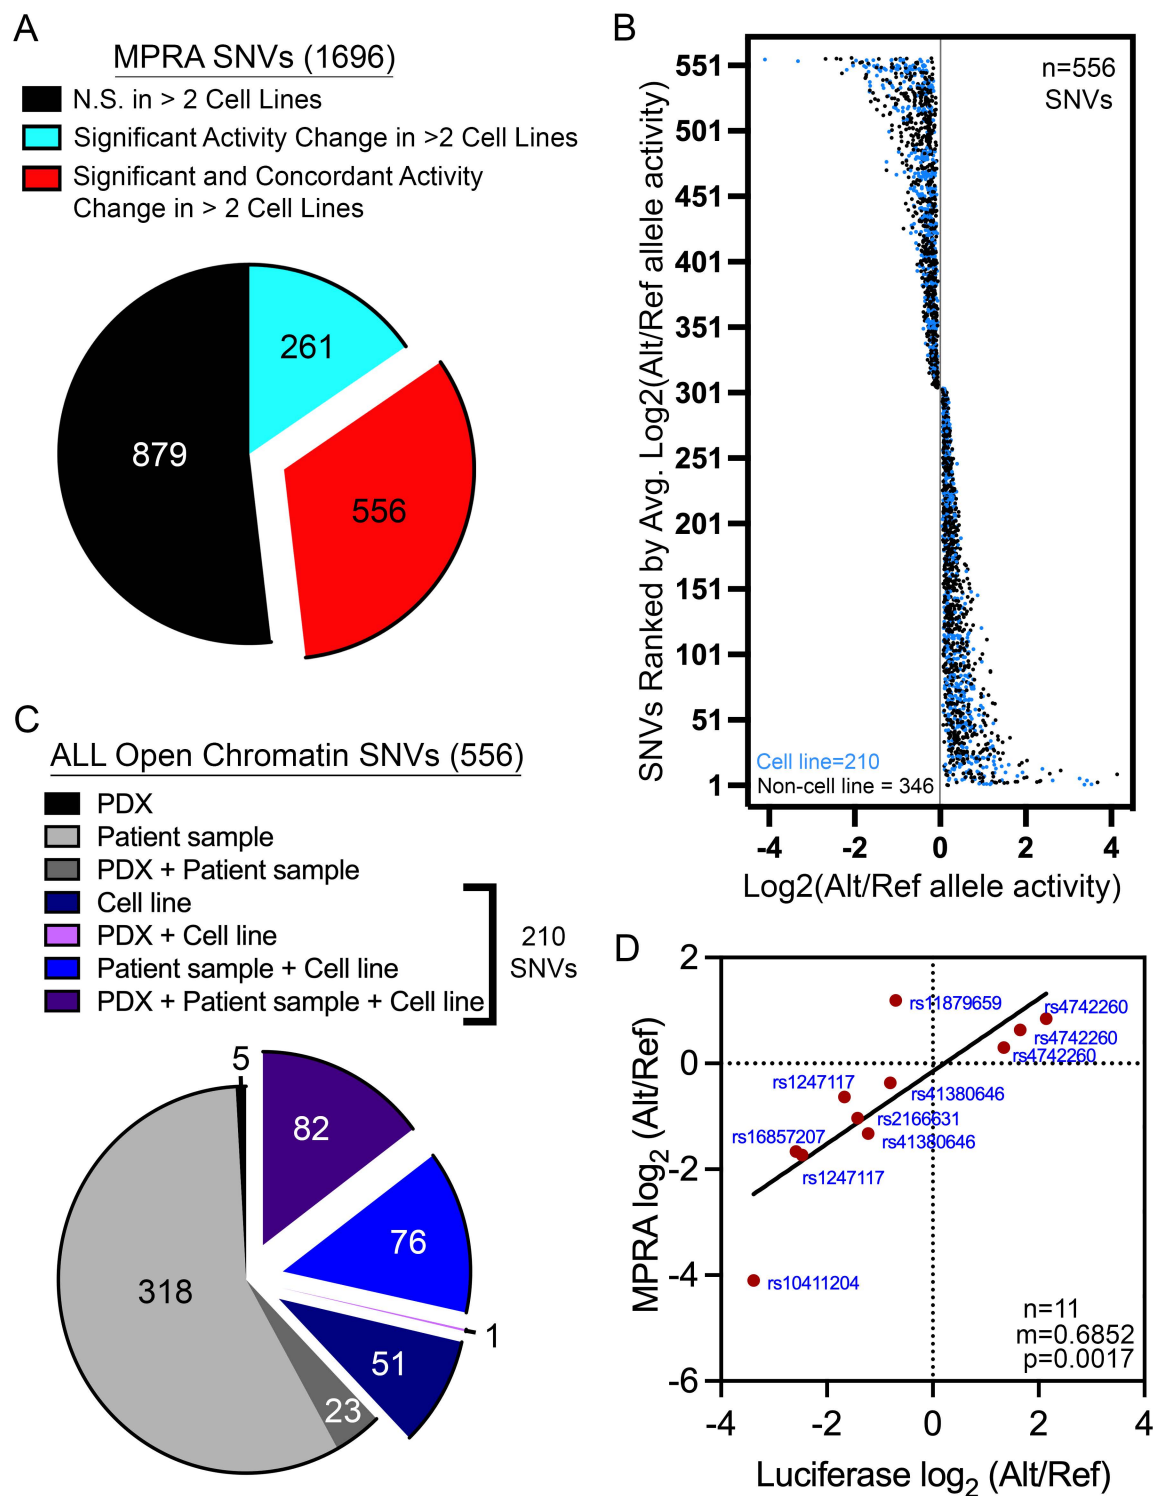 A
MPRA SNVs (1696)
N.S. in > 2 Cell Lines
Significant Activity Change in >2 Cell Lines
Significant and Concordant Activity
Change in > 2 Cell Lines
261
879
556
B
SNVs Ranked by Avg. Log2(Alt/Ref allele activity)
551
501
451
401
351
301
251
201
151
101
51
1
n=556
SNVs
Cell line=210
Non-cell line = 346
-4
-2
0
2
4
Log2(Alt/Ref allele activity)
C
ALL Open Chromatin SNVs (556)
PDX
Patient sample
PDX + Patient sample
Cell line
PDX + Cell line
Patient sample + Cell line
PDX + Patient sample + Cell line
210
SNVs
5
82
76
318
1
51
23
D
MPRA log2 (Alt/Ref)
2
0
-2
-4
-6
rs11879659
rs4742260
rs4742260
rs4742260
rs1247117
rs41380646
rs2166631
rs16857207
rs41380646
rs1247117
rs10411204
n=11
m=0.6852
p=0.0017
-4
-2
0
2
4
Luciferase log2 (Alt/Ref)